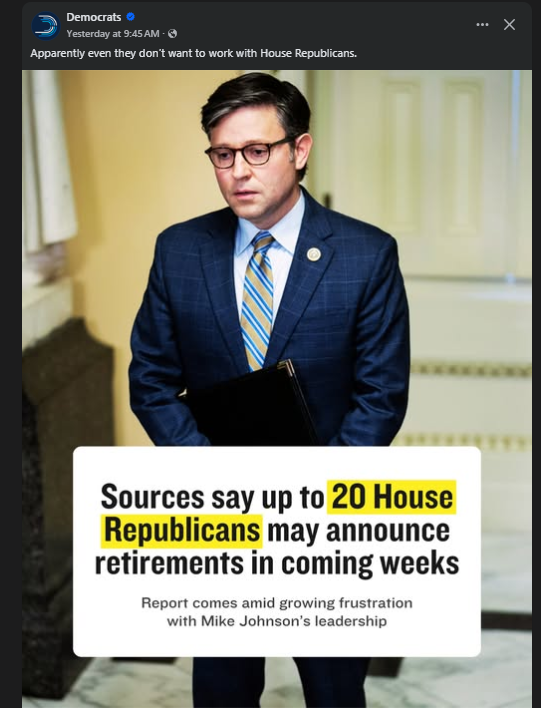 Democrats
Yesterday at 9:45 AM ·
Apparently even they don't want to work with House Republicans.
Sources say up to 20 House
Republicans may announce
retirements in coming weeks
Report comes amid growing frustration
with Mike Johnson's leadership